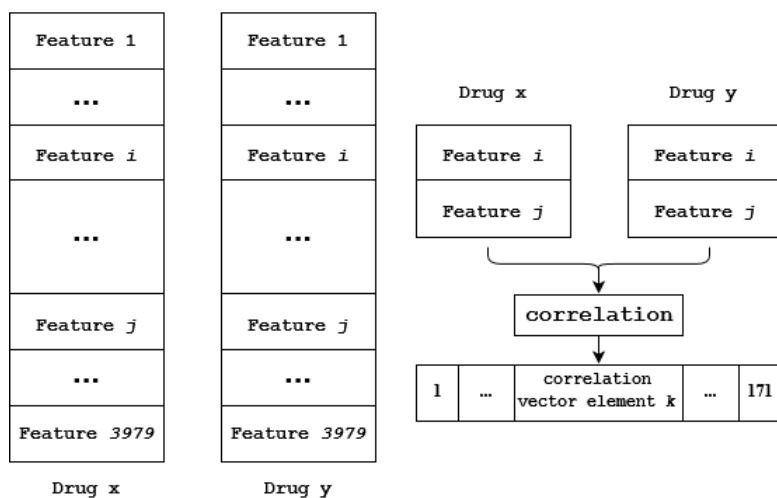 Feature 1
...
Feature i
...
Feature j
...
Feature 3979
Drug x
Feature 1
...
Feature i
...
Feature j
...
Feature 3979
Drug y
Drug x
Feature i
Feature j
Drug y
Feature i
Feature j
correlation
1
...
correlation
vector element k
...
171